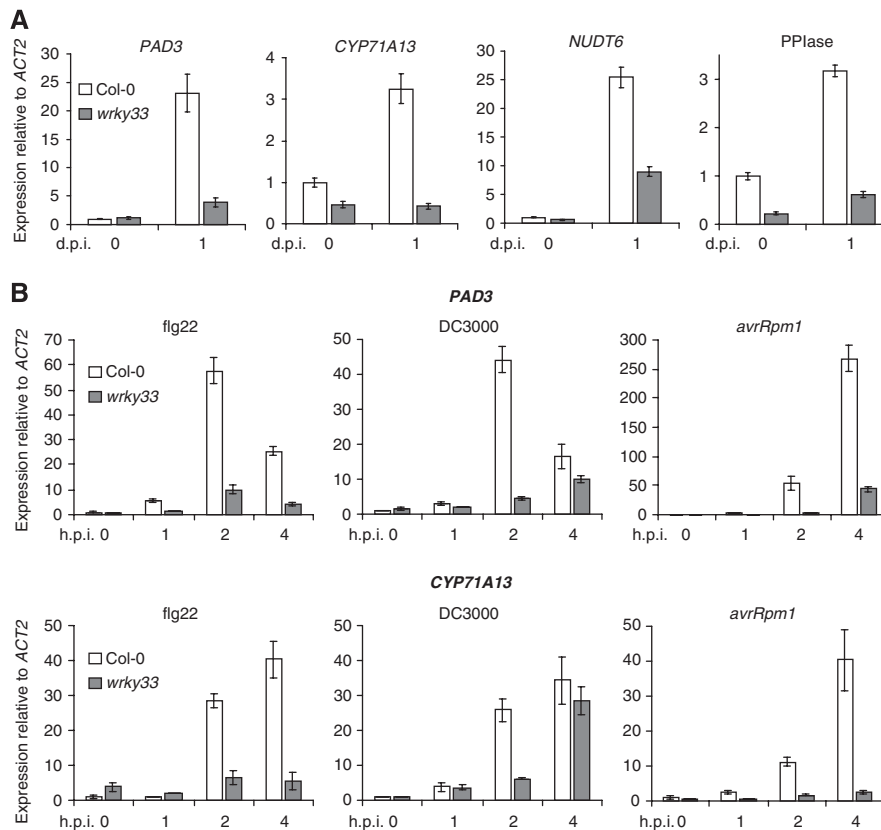 A
PAD3 CYP71A13 NUDT6 PPIase
Expression relative to ACT2
30
25
20
15
10
5
0
Col-0
wrky33
d.p.i. 0 1
4
3
2
1
0
d.p.i. 0 1
30
25
20
15
10
5
0
d.p.i. 0 1
3
2
1
0
d.p.i. 0 1
B
PAD3
flg22 DC3000 avrRpm1
Expression relative to ACT2
70
60
50
40
30
20
10
0
Col-0
wrky33
h.p.i. 0 1 2 4
50
40
30
20
10
0
h.p.i. 0 1 2 4
300
250
200
150
100
50
0
h.p.i. 0 1 2 4
CYP71A13
flg22 DC3000 avrRpm1
Expression relative to ACT2
50
40
30
20
10
0
Col-0
wrky33
h.p.i. 0 1 2 4
50
40
30
20
10
0
h.p.i. 0 1 2 4
50
40
30
20
10
0
h.p.i. 0 1 2 4